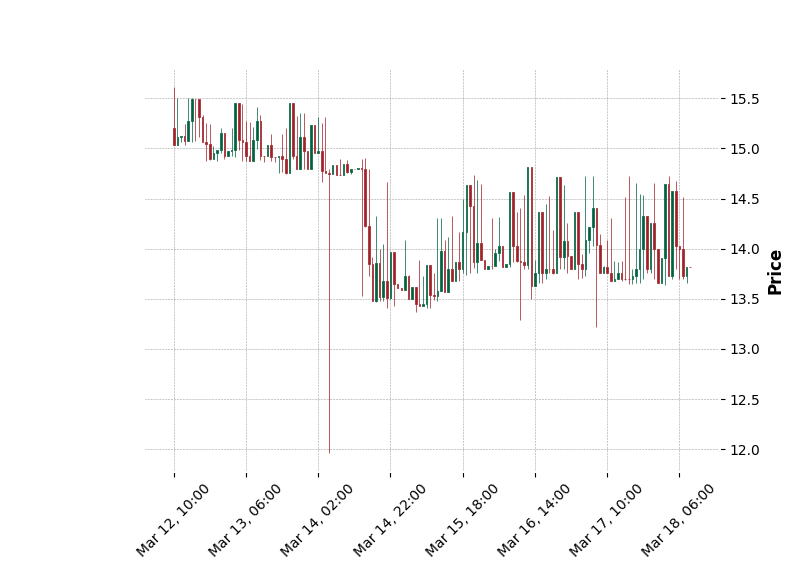 15.5
15.0
14.5
14.0
13.5
13.0
12.5
12.0
Price
Mar 12, 10:00
Mar 13, 06:00
Mar 14, 02:00
Mar 14, 22:00
Mar 15, 18:00
Mar 16, 14:00
Mar 17, 10:00
Mar 18, 06:00